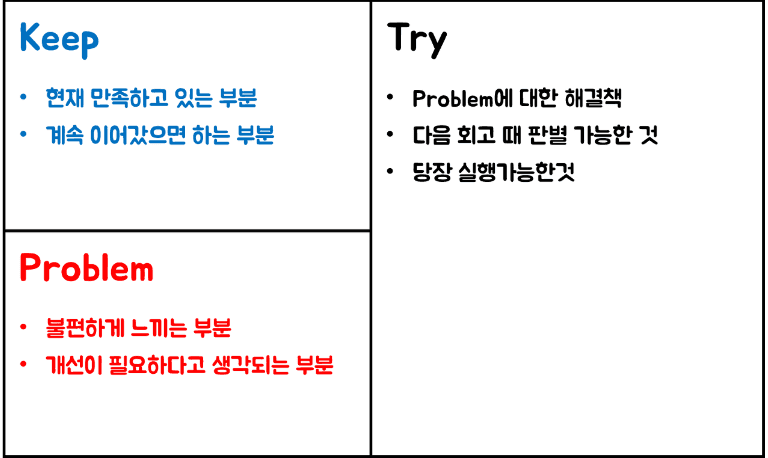 Keep
• 현재 만족하고 있는 부분
• 계속 이어갔으면 하는 부분
Problem
• 불편하게 느끼는 부분
• 개선이 필요하다고 생각되는 부분
Try
• Problem에 대한 해결책
• 다음 회고 때 판별 가능한 것
• 당장 실행가능한것